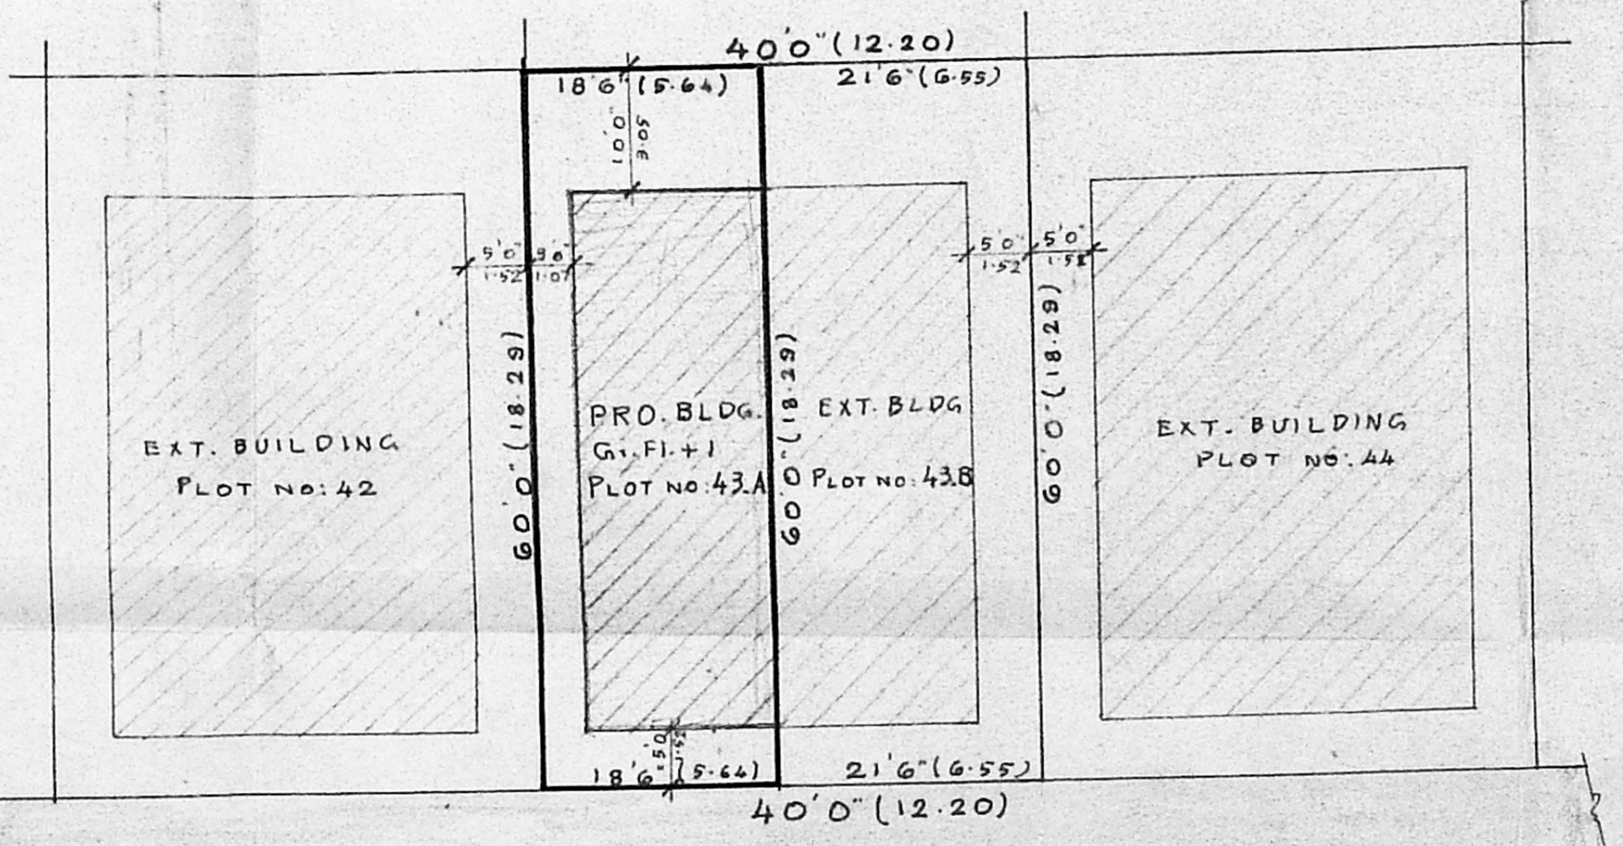 40'0"(12.20)
18'6" (5.64)
21'6"(6.55)
10'0"
3.05
5'0"
1.52
1.07
5'0"
1.52
5'0"
1.52
60'0"(18.29)
60'0"(18.29)
60'0"(18.29)
EXT. BUILDING
PLOT NO: 42
PRO. BLDG.
Gr. Fl. + 1
PLOT NO: 43.A
EXT. BLDG
PLOT NO: 43.B
EXT. BUILDING
PLOT NO: 44
5'0"
1.52
18'6" (5.64)
21'6"(6.55)
40'0"(12.20)